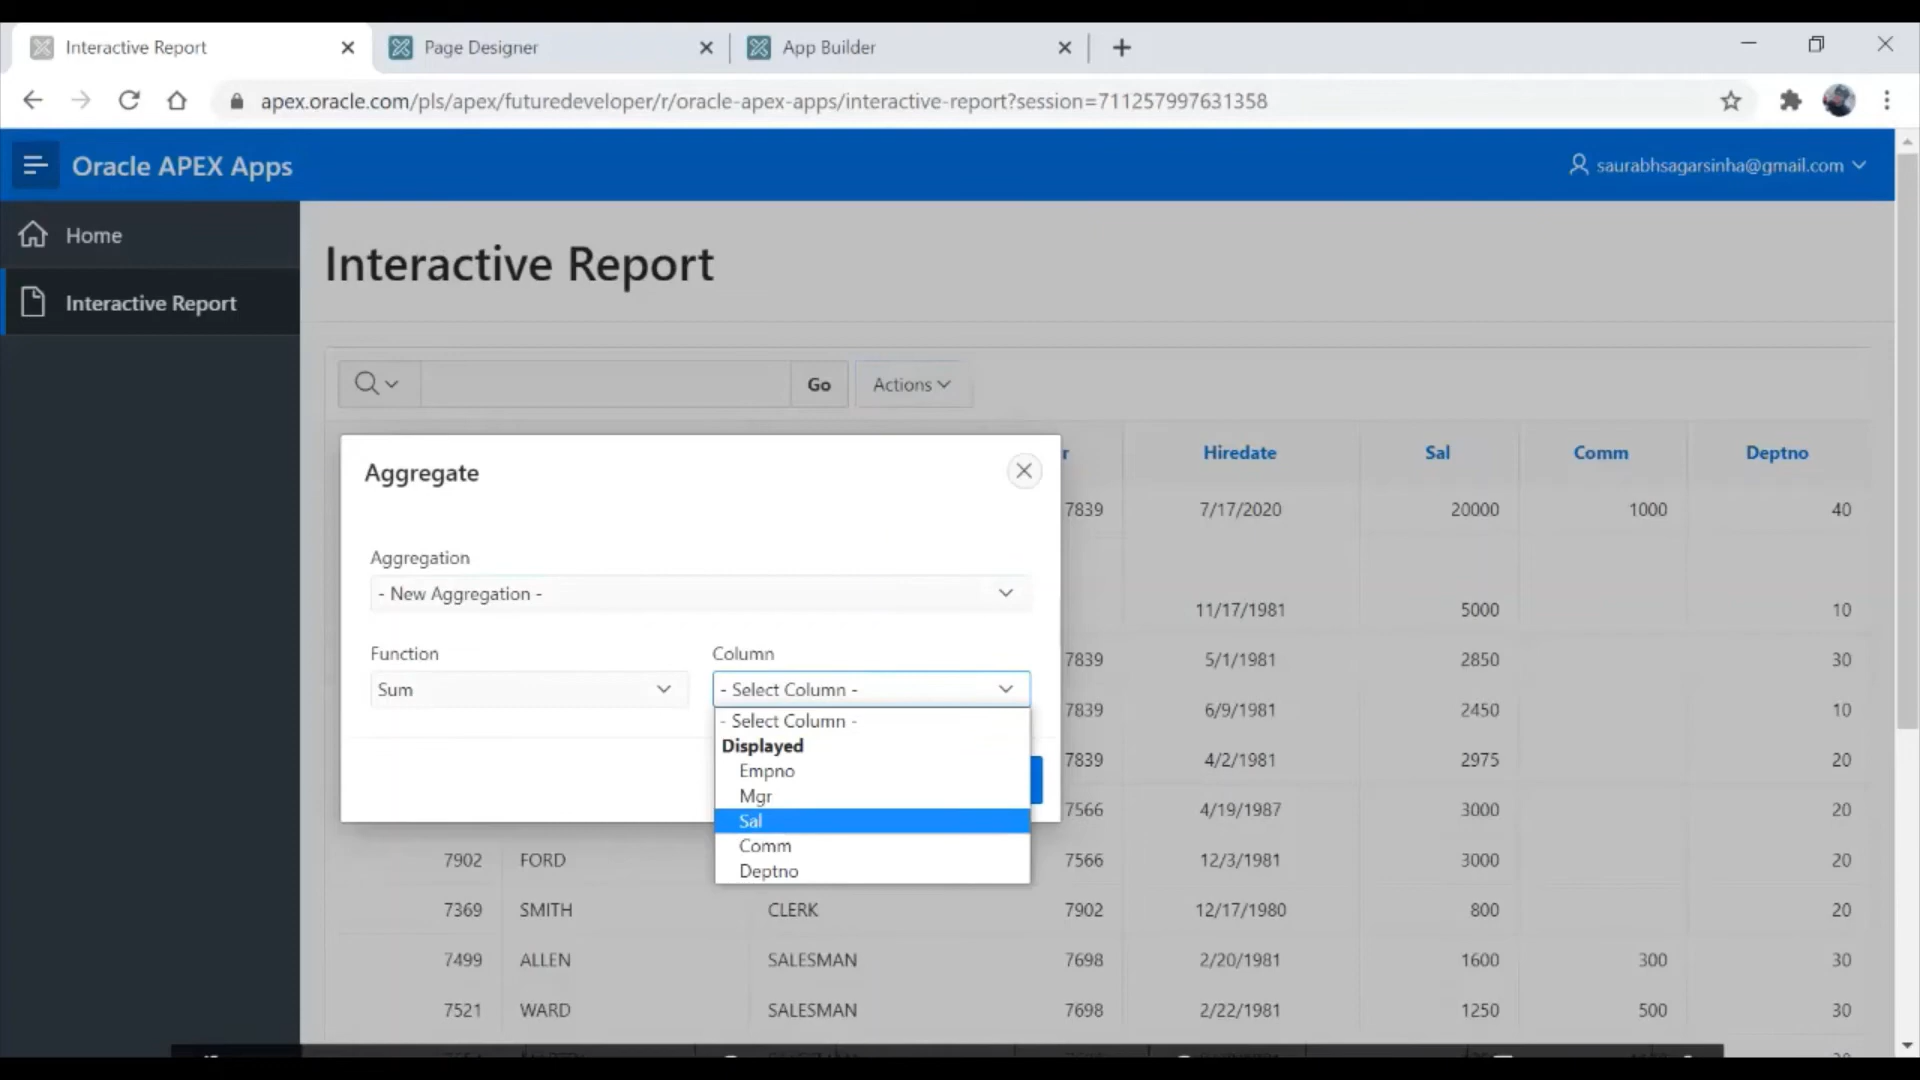 Interactive Report
Page Designer
App Builder
apex.oracle.com/pls/apex/futuredeveloper/r/oracle-apex-apps/interactive-report?session=711257997631358
Oracle APEX Apps
saurabhsagarsinha@gmail.com
Home
Interactive Report
Interactive Report
Go
Actions
r Hiredate Sal Comm Deptno
Aggregate
Aggregation
- New Aggregation -
Function
Sum
Column
- Select Column -
- Select Column -
Displayed
Empno
Mgr
Sal
Comm
Deptno
7839 7/17/2020 20000 1000 40
11/17/1981 5000 10
7839 5/1/1981 2850 30
7839 6/9/1981 2450 10
7839 4/2/1981 2975 20
7566 4/19/1987 3000 20
7902 FORD 7566 12/3/1981 3000 20
7369 SMITH CLERK 7902 12/17/1980 800 20
7499 ALLEN SALESMAN 7698 2/20/1981 1600 300 30
7521 WARD SALESMAN 7698 2/22/1981 1250 500 30